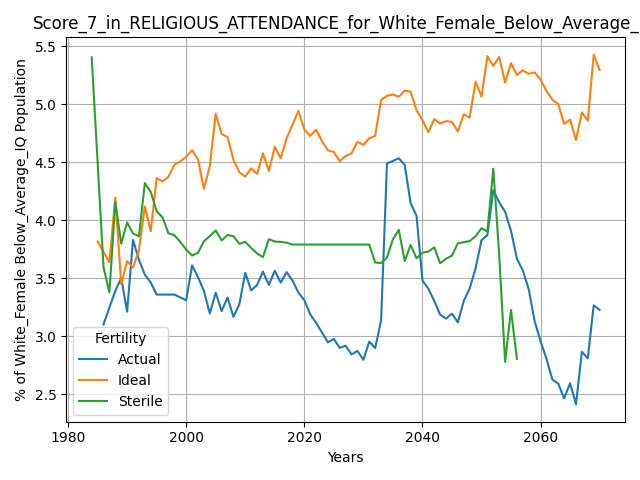 Score_7_in_RELIGIOUS_ATTENDANCE_for_White_Female_Below_Average_
% of White_Female Below_Average_IQ Population
5.5
5.0
4.5
4.0
3.5
3.0
2.5
Fertility
Actual
Ideal
Sterile
1980
2000
2020
2040
2060
Years